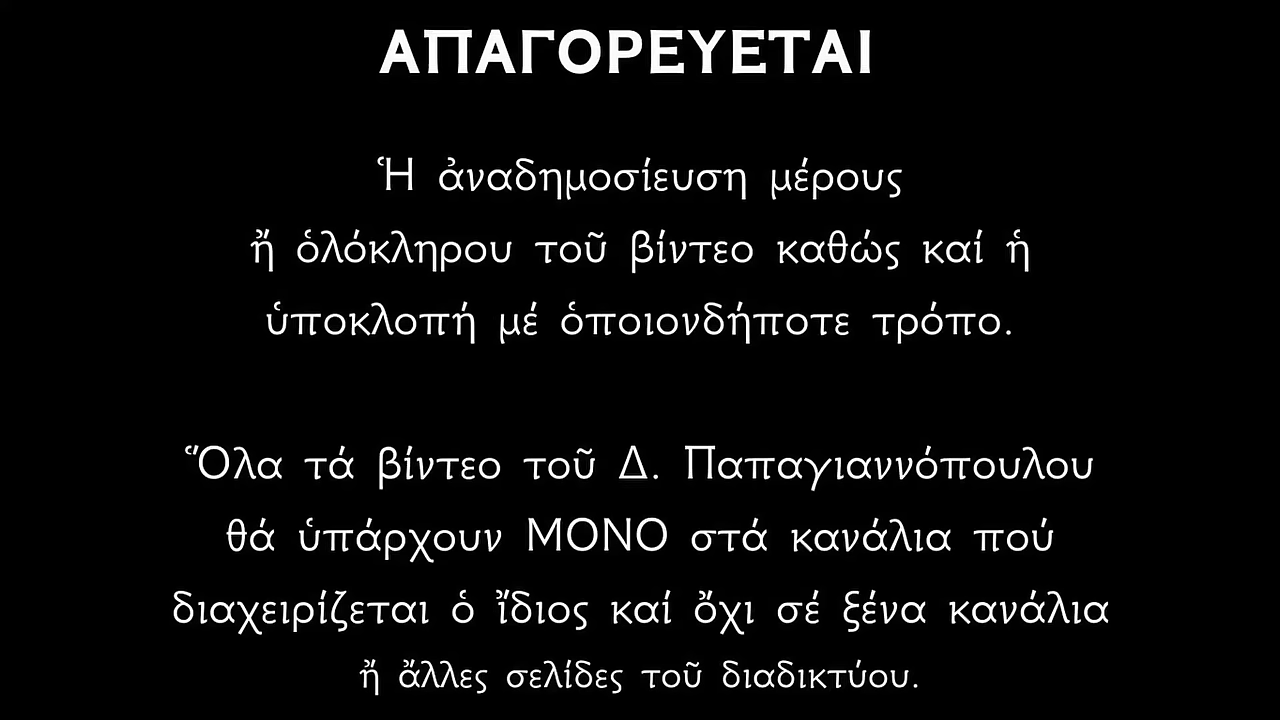 ΑΠΑΓΟΡΕΥΕΤΑΙ
Ἡ ἀναδημοσίευση μέρους
ἤ ὁλόκληρου τοῦ βίντεο καθώς καί ἡ
ὑποκλοπή μέ ὁποιονδήποτε τρόπο.
Ὅλα τά βίντεο τοῦ Δ. Παπαγιαννόπουλου
θά ὑπάρχουν ΜΟΝΟ στά κανάλια πού
διαχειρίζεται ὁ ἴδιος καί ὄχι σέ ξένα κανάλια
ἤ ἄλλες σελίδες τοῦ διαδικτύου.